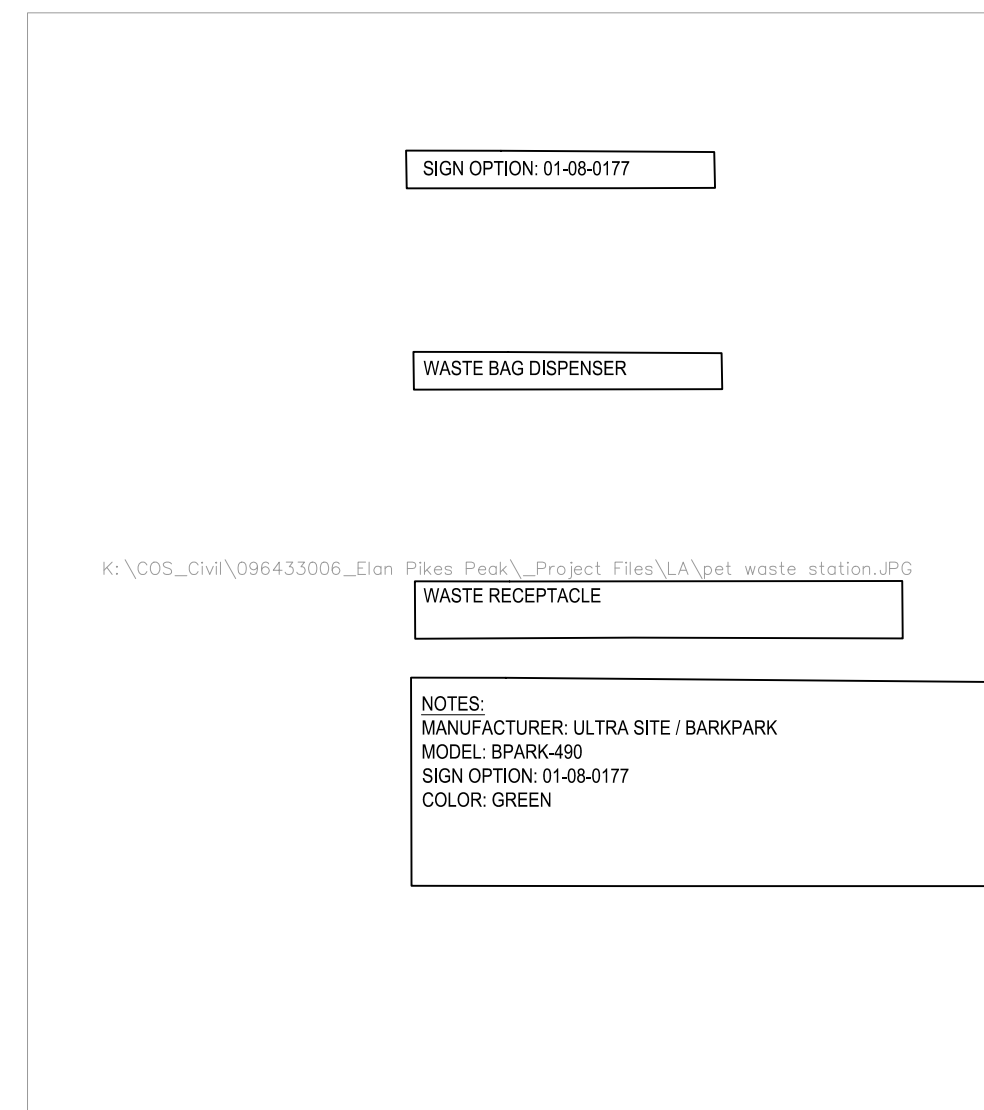 SIGN OPTION: 01-08-0177
WASTE BAG DISPENSER
K:\COS_Civil\096433006_Elan Pikes Peak\_Project Files\LA\pet waste station.JPG
WASTE RECEPTACLE
NOTES:
MANUFACTURER: ULTRA SITE / BARKPARK
MODEL: BPARK-490
SIGN OPTION: 01-08-0177
COLOR: GREEN